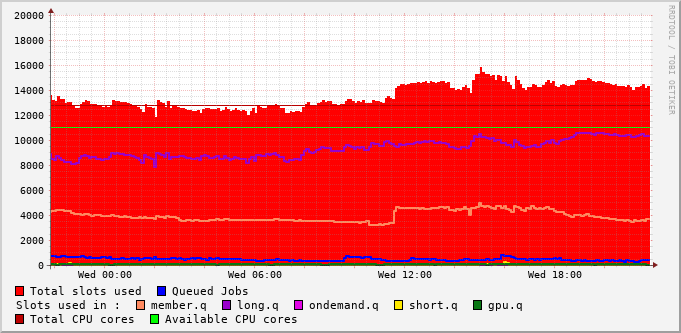 20000
18000
16000
14000
12000
10000
8000
6000
4000
2000
0
Wed 00:00 Wed 06:00 Wed 12:00 Wed 18:00
RRDTOOL / TOBI OETIKER
Total slots used Queued Jobs
Slots used in : member.q long.q ondemand.q short.q gpu.q
Total CPU cores Available CPU cores